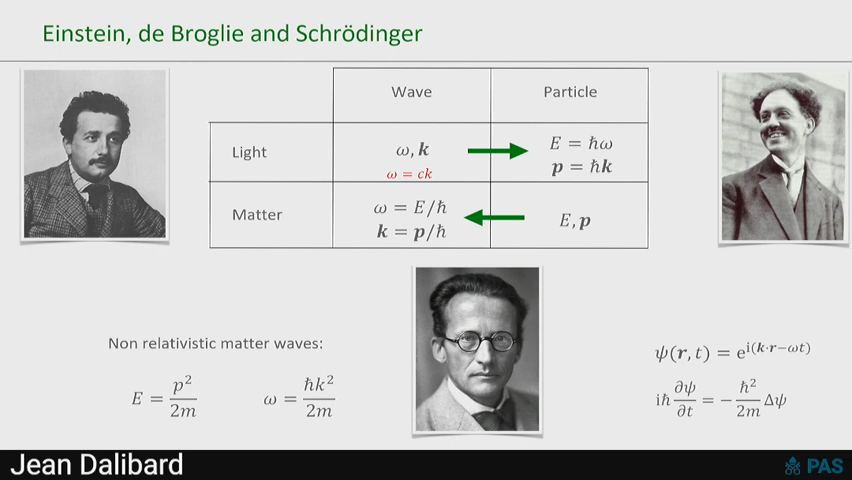 Einstein, de Broglie and Schrödinger
Wave
Particle
Light
ω, k
ω = ck
E = ħω
p = ħk
Matter
ω = E/ħ
k = p/ħ
E, p
Non relativistic matter waves:
E = p²/2m
ω = ħk²/2m
ψ(r, t) = e^{i(k·r−ωt)}
iħ ∂ψ/∂t = − ħ²/2m Δψ
Jean Dalibard
PAS